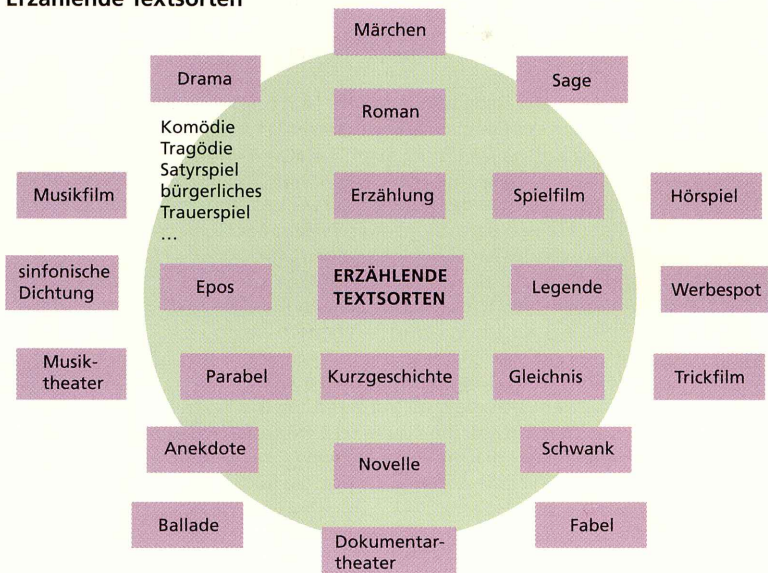 Erzählende Textsorten
Märchen
Drama
Sage
Roman
Komödie
Tragödie
Satyrspiel
bürgerliches
Trauerspiel
...
Musikfilm
Erzählung
Spielfilm
Hörspiel
sinfonische
Dichtung
Epos
ERZÄHLENDE
TEXTSORTEN
Legende
Werbespot
Musik-
theater
Parabel
Kurzgeschichte
Gleichnis
Trickfilm
Anekdote
Novelle
Schwank
Ballade
Dokumentar-
theater
Fabel